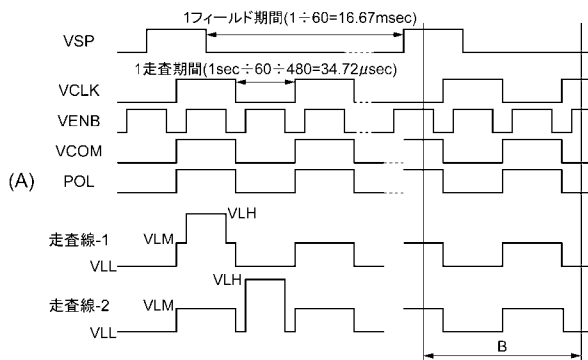 VSP
1フィールド期間(1÷60=16.67msec)
1走査期間(1sec÷60÷480=34.72μsec)
VCLK
VENB
VCOM
(A)
POL
VLH
走査線-1
VLM
VLL
VLH
走査線-2
VLM
VLL
B